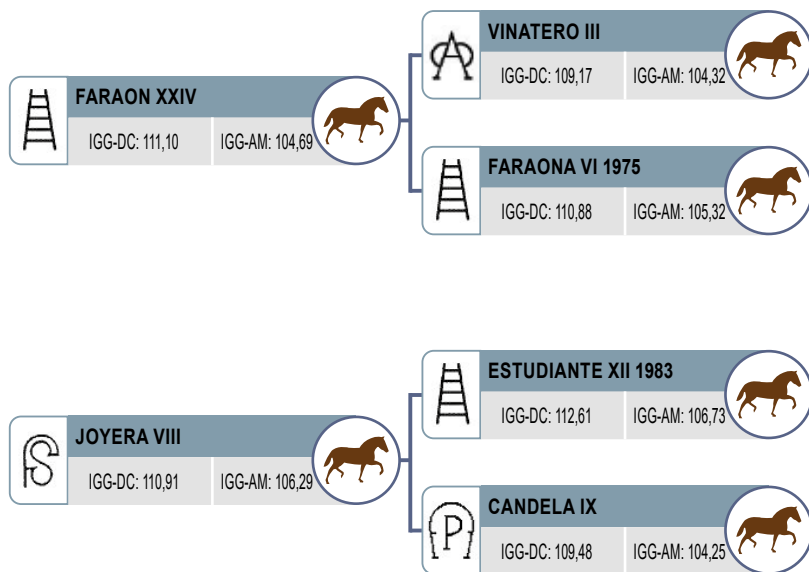 VINATERO III
IGG-DC: 109,17 IGG-AM: 104,32
FARAON XXIV
IGG-DC: 111,10 IGG-AM: 104,69
FARAONA VI 1975
IGG-DC: 110,88 IGG-AM: 105,32
ESTUDIANTE XII 1983
IGG-DC: 112,61 IGG-AM: 106,73
JOYERA VIII
IGG-DC: 110,91 IGG-AM: 106,29
CANDELA IX
IGG-DC: 109,48 IGG-AM: 104,25